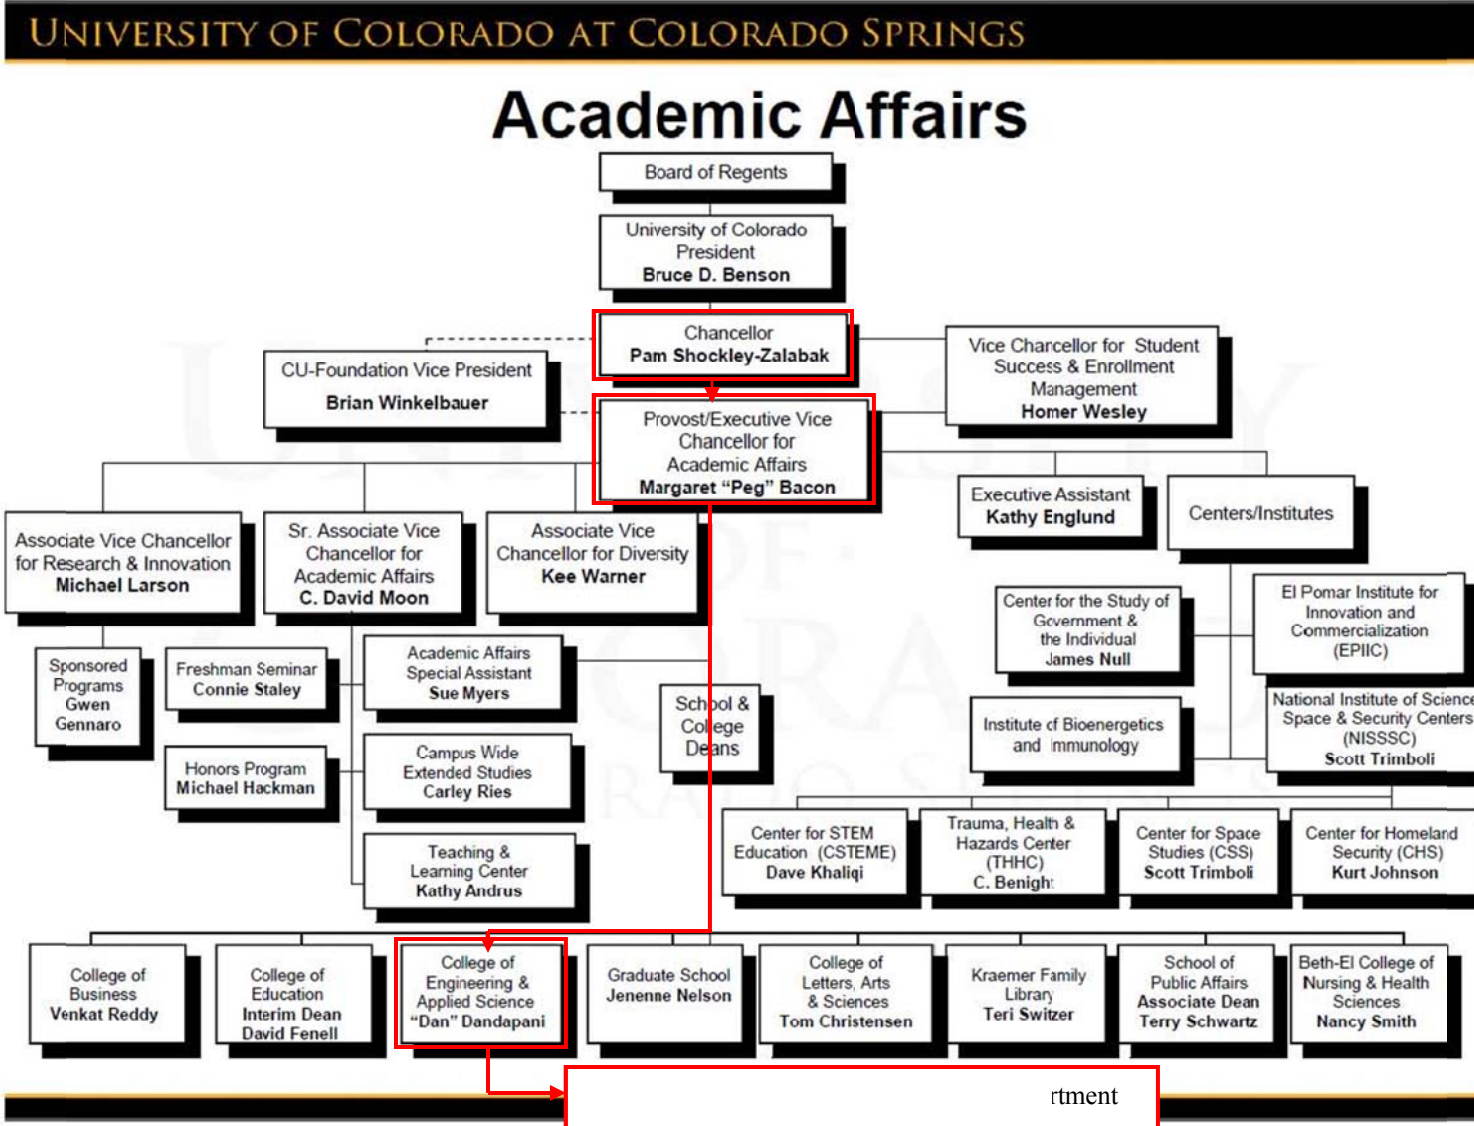 UNIVERSITY OF COLORADO AT COLORADO SPRINGS
Academic Affairs
Board of Regents
University of Colorado
President
Bruce D. Benson
Chancellor
Pam Shockley-Zalabak
CU-Foundation Vice President
Brian Winkelbauer
Vice Chancellor for Student
Success & Enrollment
Management
Homer Wesley
Provost/Executive Vice
Chancellor for
Academic Affairs
Margaret “Peg” Bacon
Executive Assistant
Kathy Englund
Centers/Institutes
Associate Vice Chancellor
for Research & Innovation
Michael Larson
Sr. Associate Vice
Chancellor for
Academic Affairs
C. David Moon
Associate Vice
Chancellor for Diversity
Kee Warner
Center for the Study of
Government &
the Individual
James Null
El Pomar Institute for
Innovation and
Commercialization
(EPIIC)
Sponsored
Programs
Gwen
Gennaro
Freshman Seminar
Connie Staley
Academic Affairs
Special Assistant
Sue Myers
School &
College
Deans
Institute of Bioenergetics
and Immunology
National Institute of Science
Space & Security Centers
(NISSSC)
Scott Trimboli
Honors Program
Michael Hackman
Campus Wide
Extended Studies
Carley Ries
Teaching &
Learning Center
Kathy Andrus
Center for STEM
Education (CSTEME)
Dave Khaliqi
Trauma, Health &
Hazards Center
(THHC)
C. Benight
Center for Space
Studies (CSS)
Scott Trimboli
Center for Homeland
Security (CHS)
Kurt Johnson
College of
Business
Venkat Reddy
College of
Education
Interim Dean
David Fenell
College of
Engineering &
Applied Science
“Dan” Dandapani
Graduate School
Jenenne Nelson
College of
Letters, Arts
& Sciences
Tom Christensen
Kraemer Family
Library
Teri Switzer
School of
Public Affairs
Associate Dean
Terry Schwartz
Beth-El College of
Nursing & Health
Sciences
Nancy Smith
rtment